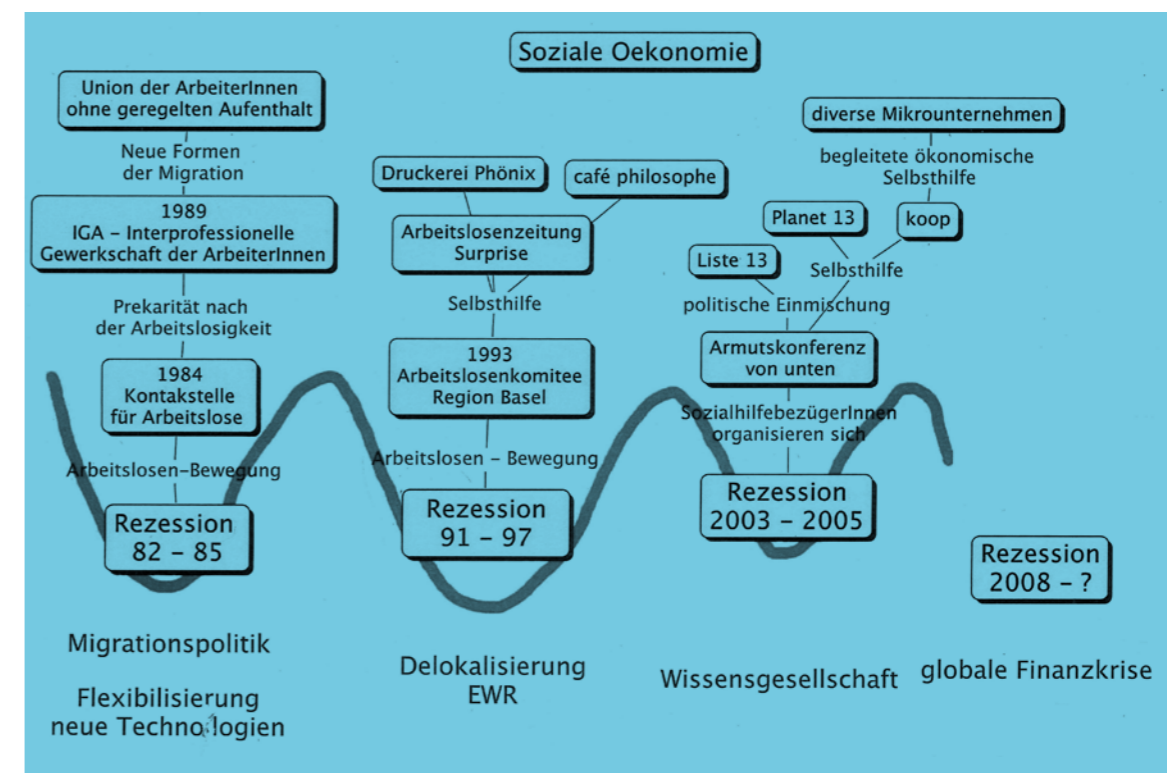 Soziale Oekonomie
Union der ArbeiterInnen
ohne geregelten Aufenthalt
Neue Formen
der Migration
1989
IGA – Interprofessionelle
Gewerkschaft der ArbeiterInnen
Prekarität nach
der Arbeitslosigkeit
1984
Kontakstelle
für Arbeitslose
Arbeitslosen-Bewegung
Rezession
82 – 85
Migrationspolitik
Flexibilisierung
neue Technologien
Druckerei Phönix
café philosophe
Arbeitslosenzeitung
Surprise
Selbsthilfe
1993
Arbeitslosenkomitee
Region Basel
Arbeitslosen – Bewegung
Rezession
91 – 97
Delokalisierung
EWR
diverse Mikrounternehmen
begleitete ökonomische
Selbsthilfe
Planet 13
koop
Liste 13
Selbsthilfe
politische Einmischung
Armutskonferenz
von unten
SozialhilfebezügerInnen
organisieren sich
Rezession
2003 – 2005
Wissensgesellschaft
Rezession
2008 – ?
globale Finanzkrise